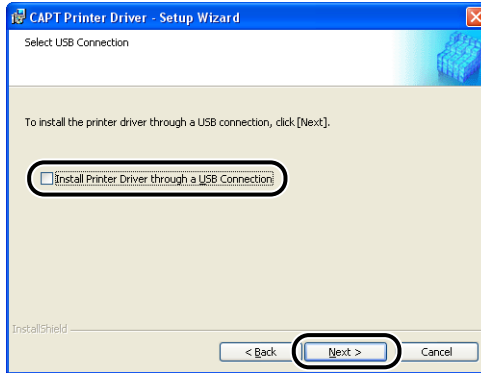 CAPT Printer Driver - Setup Wizard
Select USB Connection
To install the printer driver through a USB connection, click [Next].
Install Printer Driver through a USB Connection
InstallShield
< Back Next > Cancel